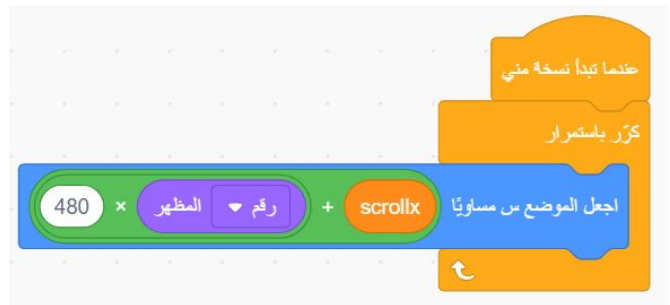 عندما تبدأ نسخة مني
كرّر باستمرار
اجعل الموضع س مساويًا scrollx + رقم المظهر × 480